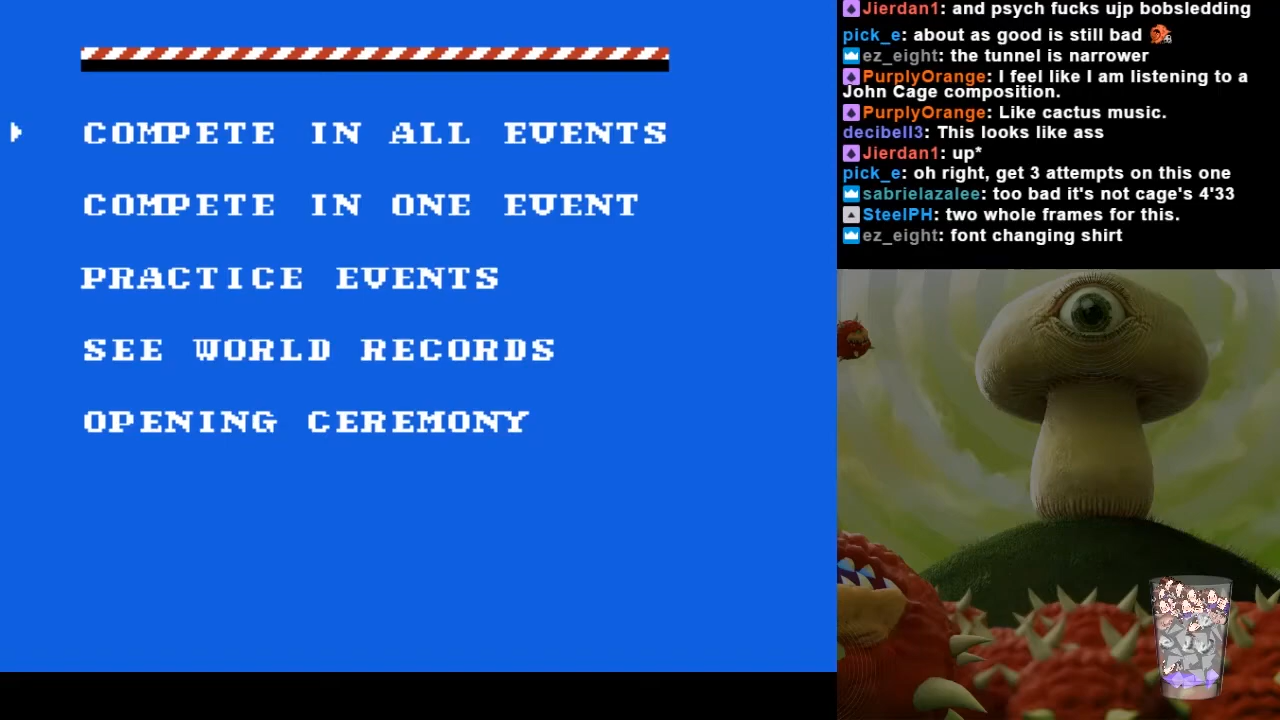 COMPETE IN ALL EVENTS
COMPETE IN ONE EVENT
PRACTICE EVENTS
SEE WORLD RECORDS
OPENING CEREMONY
Jierdan1: and psych fucks ujp bobsledding
pick_e: about as good is still bad
ez_eight: the tunnel is narrower
PurplyOrange: I feel like I am listening to a
John Cage composition.
PurplyOrange: Like cactus music.
decibell3: This looks like ass
Jierdan1: up*
pick_e: oh right, get 3 attempts on this one
sabrielazalee: too bad it's not cage's 4'33
SteelPH: two whole frames for this.
ez_eight: font changing shirt